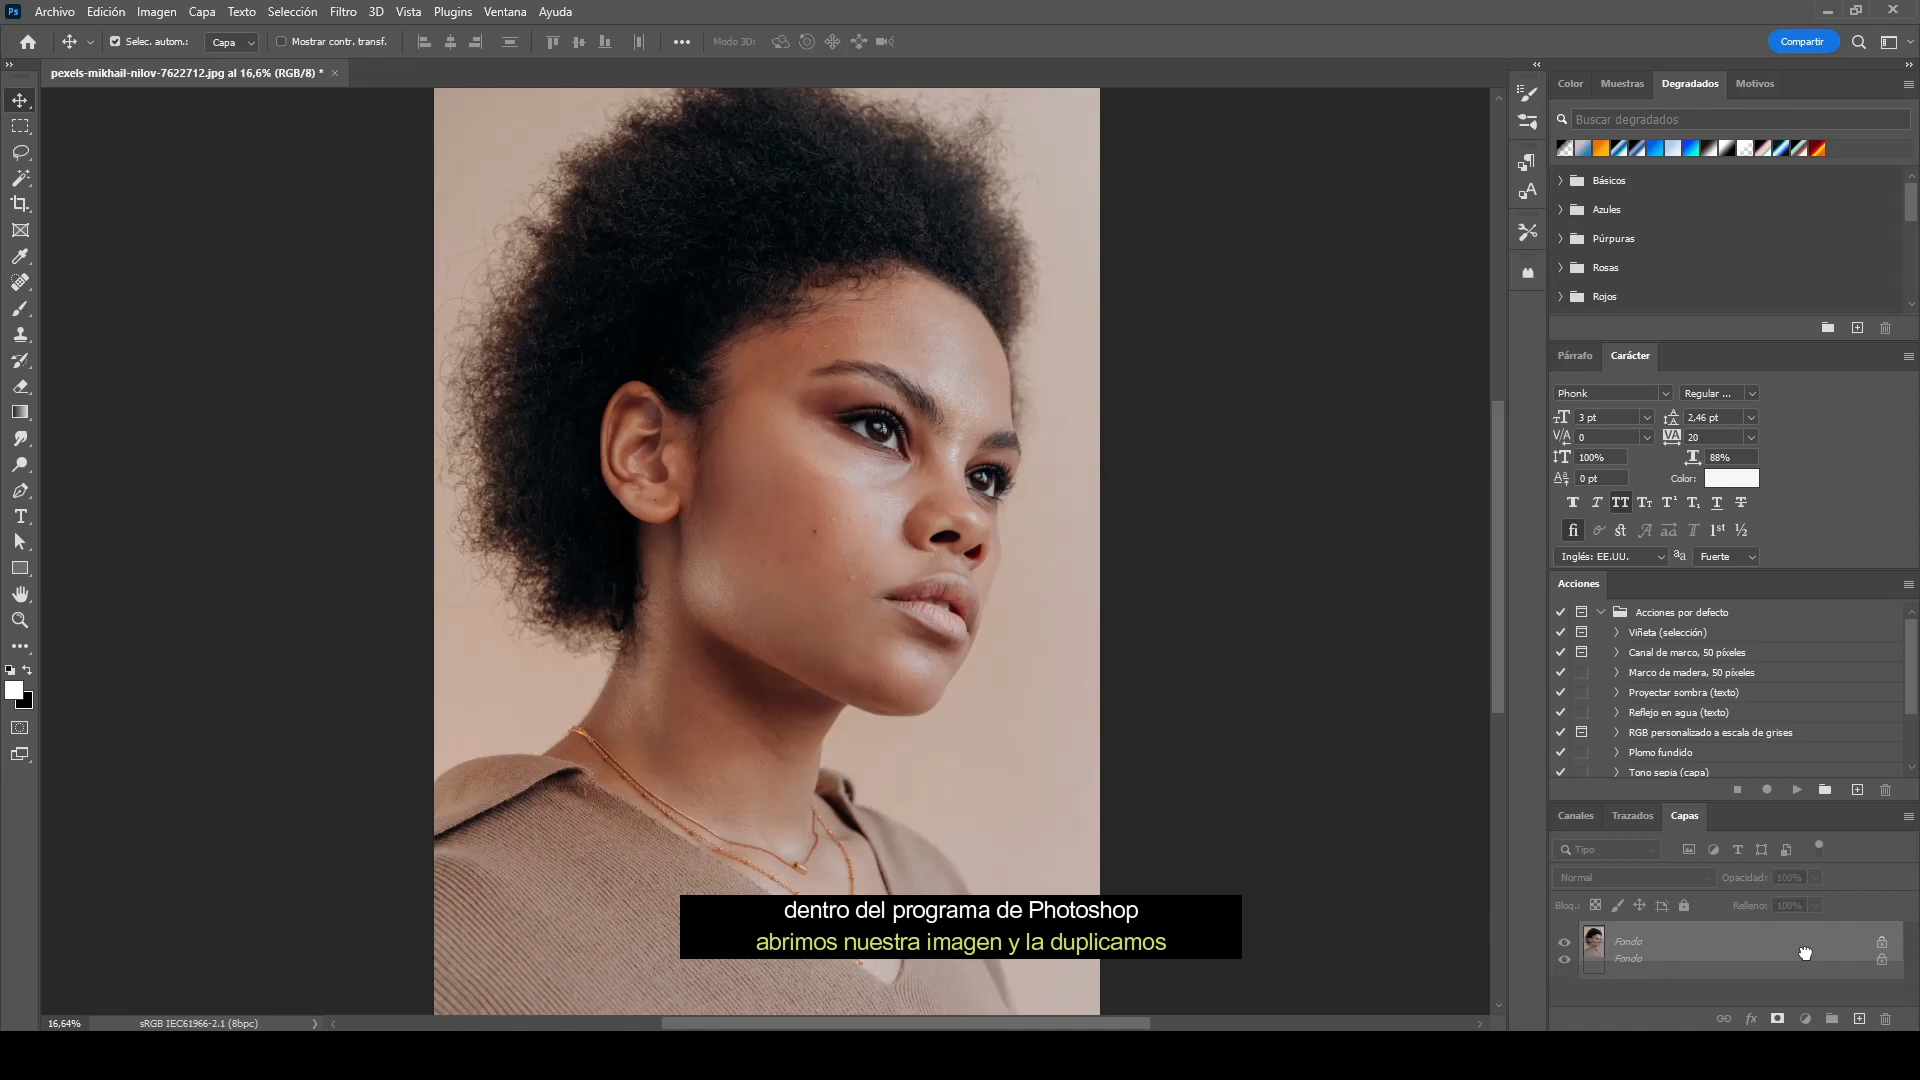 Ps Archivo Edición Imagen Capa Texto Selección Filtro 3D Vista Plugins Ventana Ayuda
Selec. autom.: Capa Mostrar contr. transf. Modo 3D: Compartir
pexels-mikhail-nilov-7622712.jpg al 16,6% (RGB/8) *
Color Muestras Degradados Motivos
Buscar degradados
Básicos
Azules
Púrpuras
Rosas
Rojos
Párrafo Carácter
Phonk Regular ...
3 pt 2,46 pt
0 20
100% 88%
0 pt Color:
Inglés: EE.UU. Fuerte
Acciones
Acciones por defecto
Viñeta (selección)
Canal de marco, 50 píxeles
Marco de madera, 50 píxeles
Proyectar sombra (texto)
Reflejo en agua (texto)
RGB personalizado a escala de grises
Plomo fundido
Tono sepia (capa)
Canales Trazados Capas
Tipo
Normal Opacidad: 100%
Bloq.: Relleno: 100%
Fondo
Fondo
dentro del programa de Photoshop
abrimos nuestra imagen y la duplicamos
16,64% sRGB IEC61966-2.1 (8bpc)